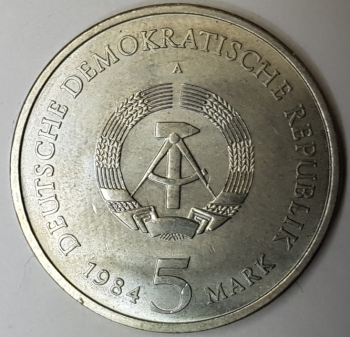 DEUTSCHE DEMOKRATISCHE REPUBLIK
A
1984 5 MARK